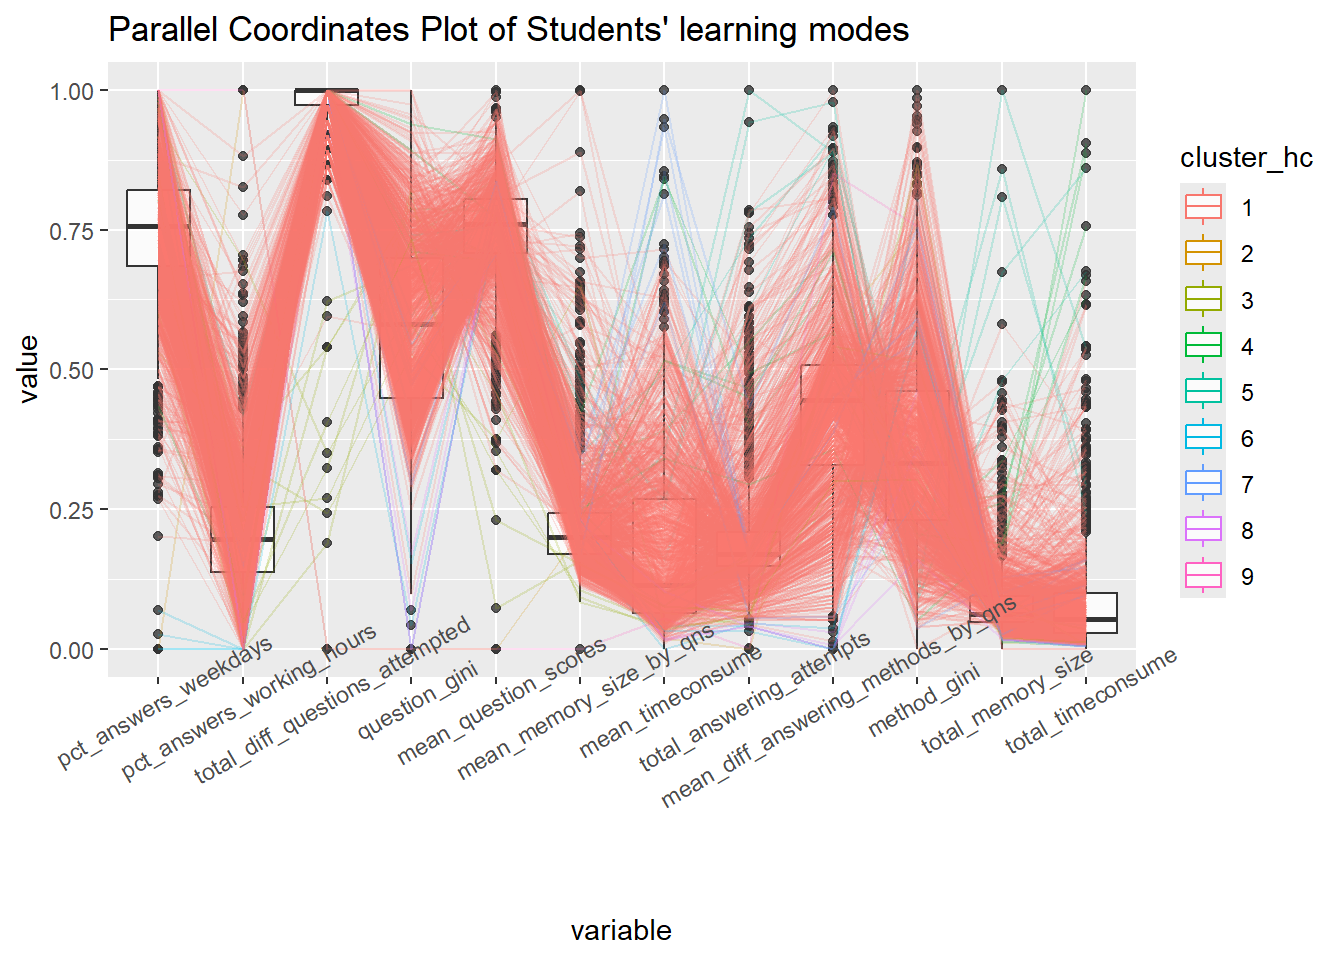 Parallel Coordinates Plot of Students' learning modes
value
1.00
0.75
0.50
0.25
0.00
pct_answers_weekdays
pct_answers_working_hours
total_diff_questions_attempted
question_gini
mean_question_scores
mean_memory_size_by_qns
mean_timeconsume
total_answering_attempts
mean_diff_answering_methods_by_qns
method_gini
total_memory_size
total_timeconsume
variable
cluster_hc
1
2
3
4
5
6
7
8
9